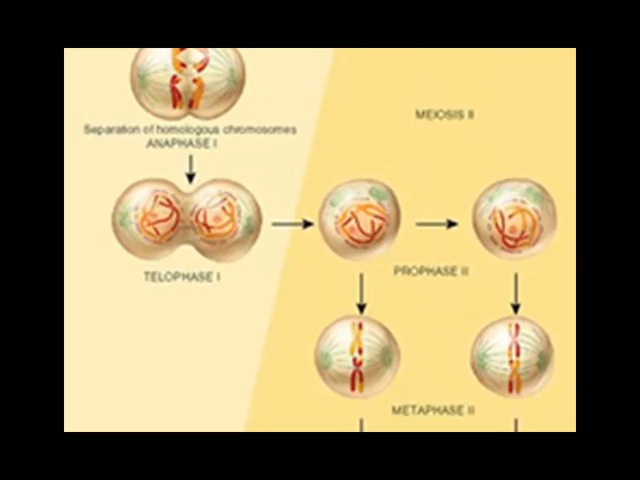 Separation of homologous chromosomes
ANAPHASE I
MEIOSIS II
TELOPHASE I
PROPHASE II
METAPHASE II